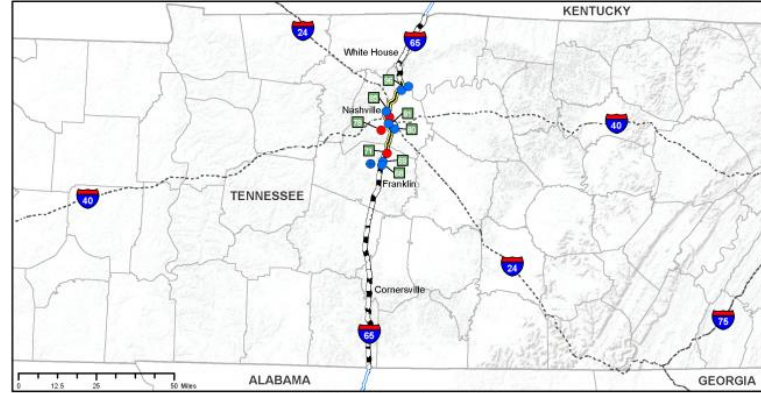 KENTUCKY
24
65
White House
Nashville
40
TENNESSEE
40
Franklin
24
Cornersville
75
65
0 12.5 25 50 Miles
ALABAMA
GEORGIA